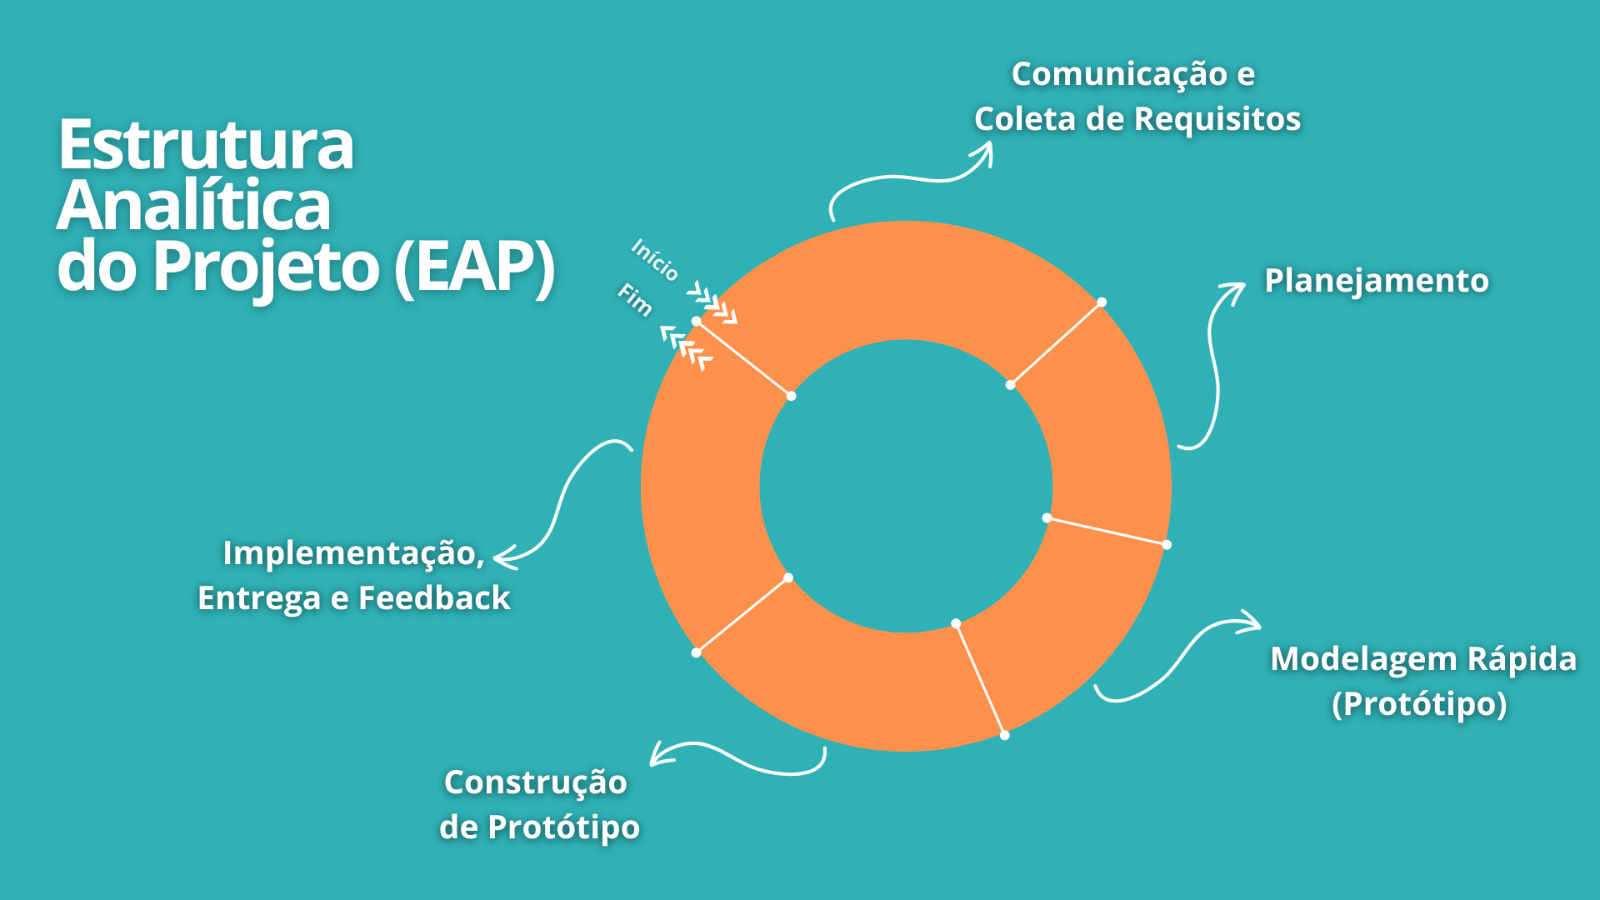 Estrutura
Analítica
do Projeto (EAP)
Início
Fim
Comunicação e
Coleta de Requisitos
Planejamento
Modelagem Rápida
(Protótipo)
Construção
de Protótipo
Implementação,
Entrega e Feedback